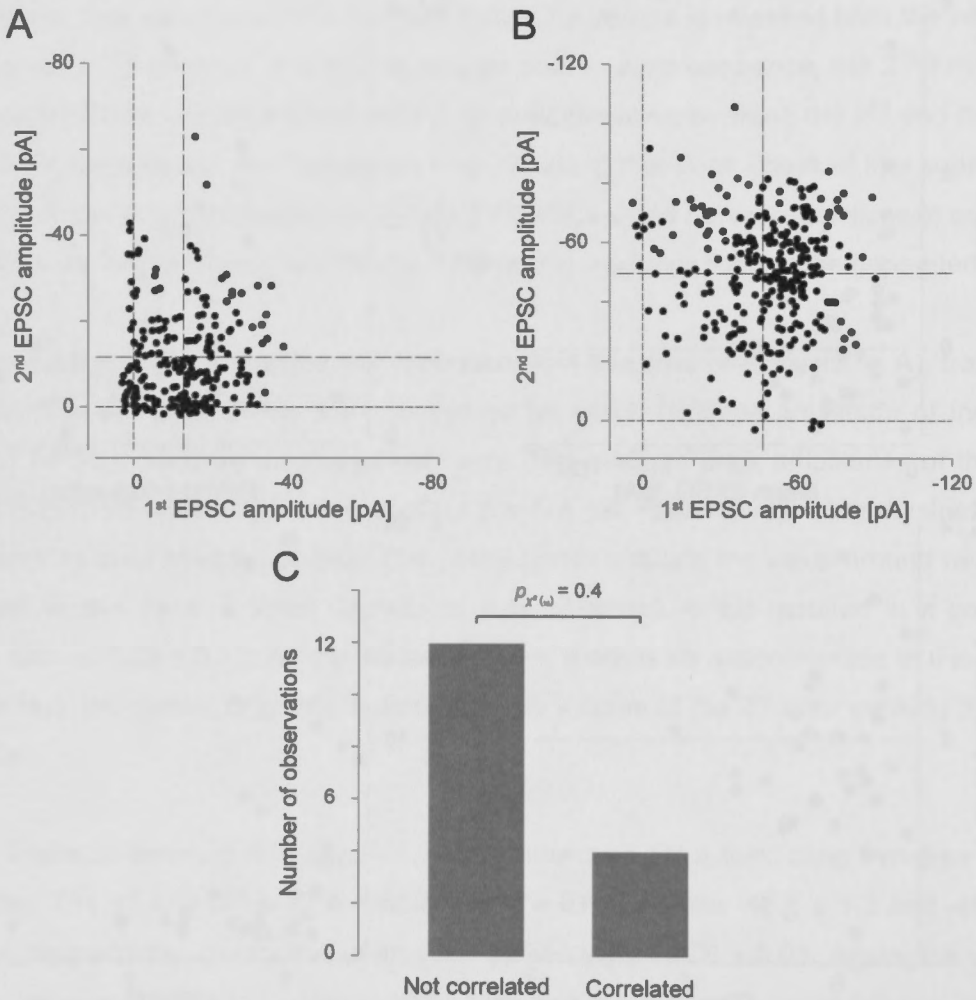 A
B
-80
-40
0
2nd EPSC amplitude [pA]
0
-40
-80
1st EPSC amplitude [pA]
-120
-60
0
2nd EPSC amplitude [pA]
0
-60
-120
1st EPSC amplitude [pA]
C
p = 0.4
12
6
0
Number of observations
Not correlated
Correlated